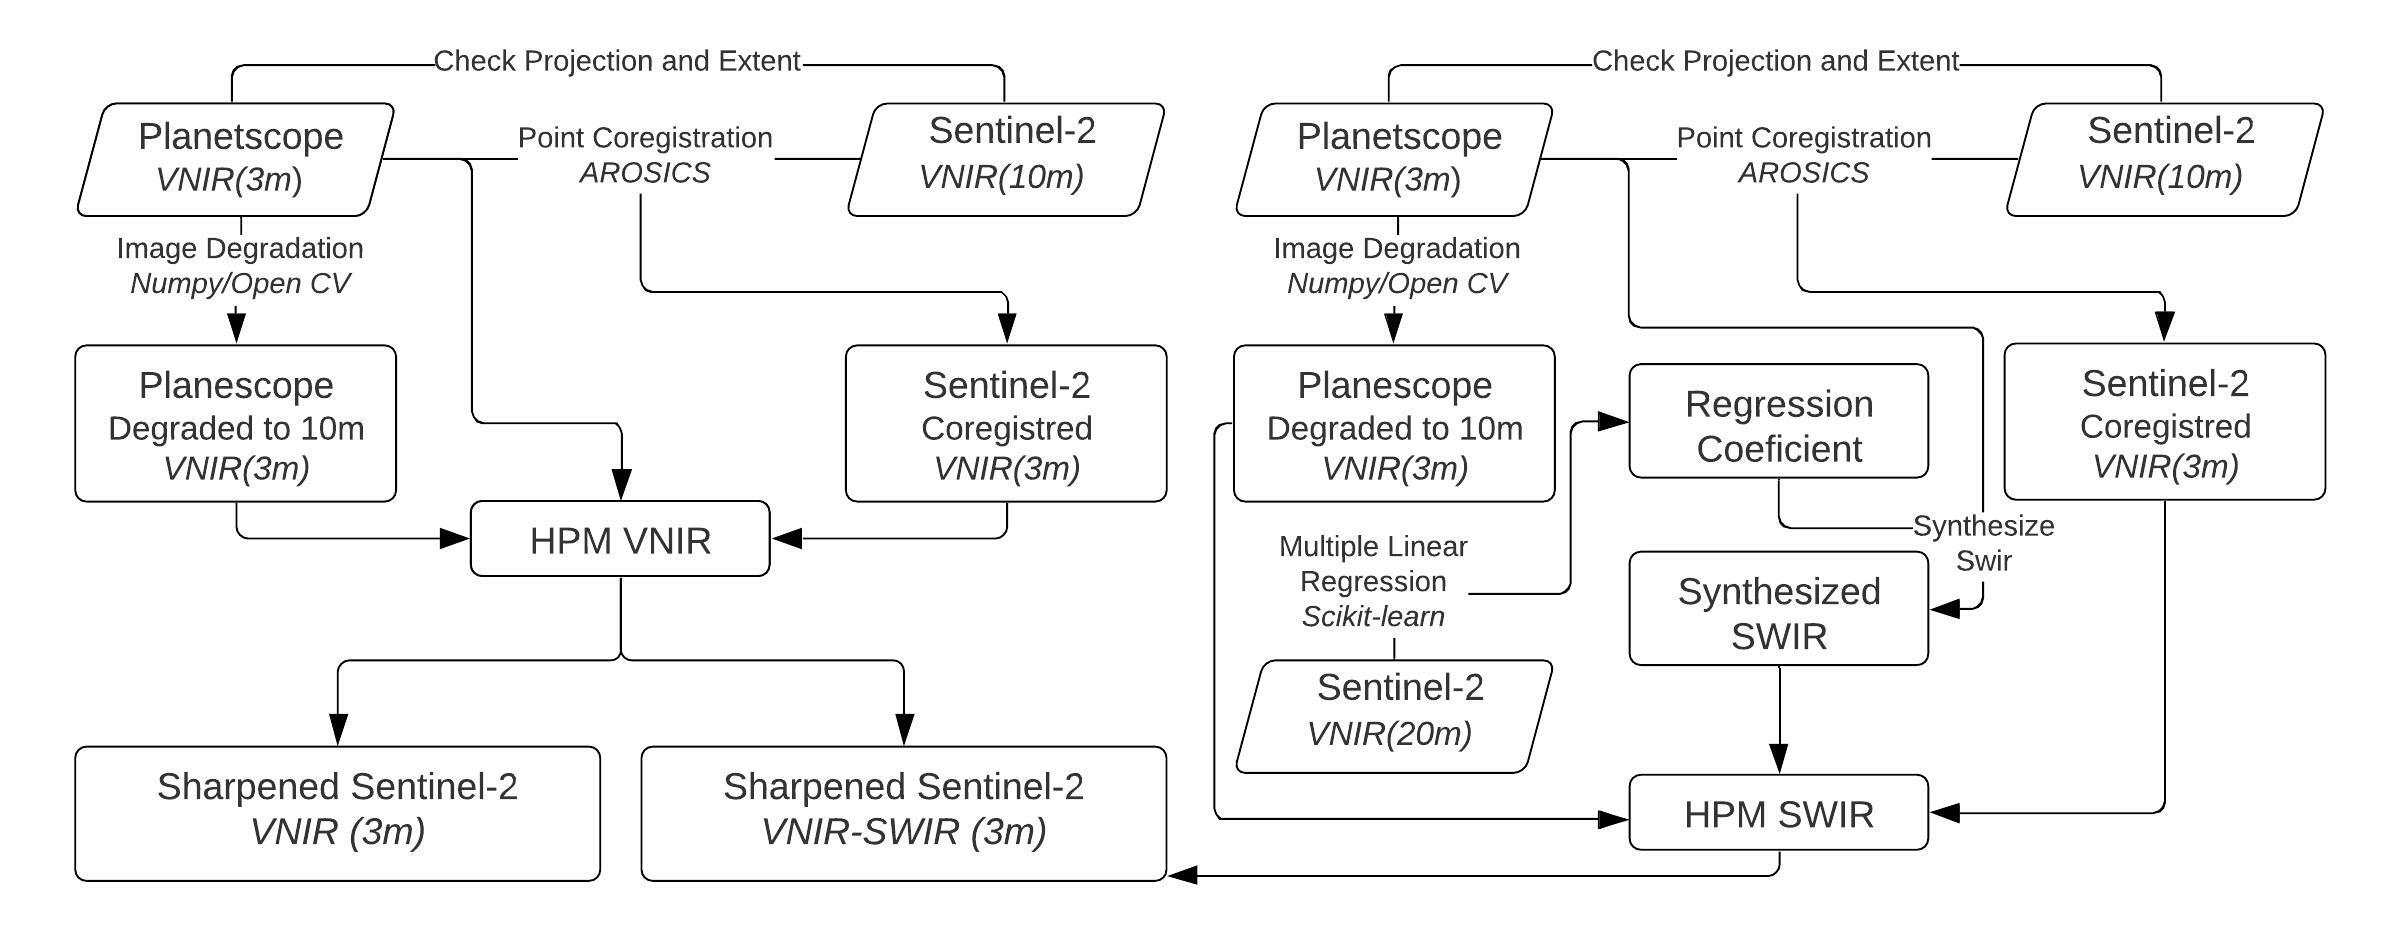 Check Projection and Extent
Planetscope
VNIR(3m)
Point Coregistration
AROSICS
Sentinel-2
VNIR(10m)
Image Degradation
Numpy/Open CV
Planescope
Degraded to 10m
VNIR(3m)
Sentinel-2
Coregistred
VNIR(3m)
HPM VNIR
Sharpened Sentinel-2
VNIR (3m)
Sharpened Sentinel-2
VNIR-SWIR (3m)
Check Projection and Extent
Planetscope
VNIR(3m)
Point Coregistration
AROSICS
Sentinel-2
VNIR(10m)
Image Degradation
Numpy/Open CV
Planescope
Degraded to 10m
VNIR(3m)
Regression
Coeficient
Sentinel-2
Coregistred
VNIR(3m)
Multiple Linear
Regression
Scikit-learn
Synthesize
Swir
Synthesized
SWIR
Sentinel-2
VNIR(20m)
HPM SWIR